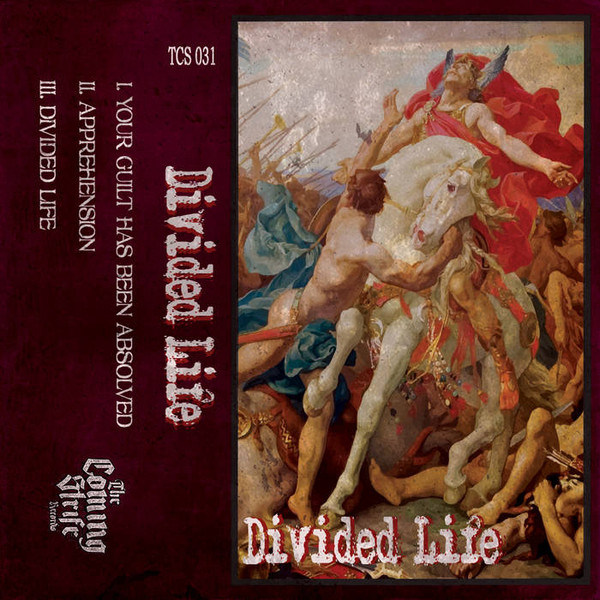 TCS 031
I. YOUR GUILT HAS BEEN ABSOLVED
II. APPREHENSION
III. DIVIDED LIFE
Divided Life
The
Coming
Strife
Records
Divided Life